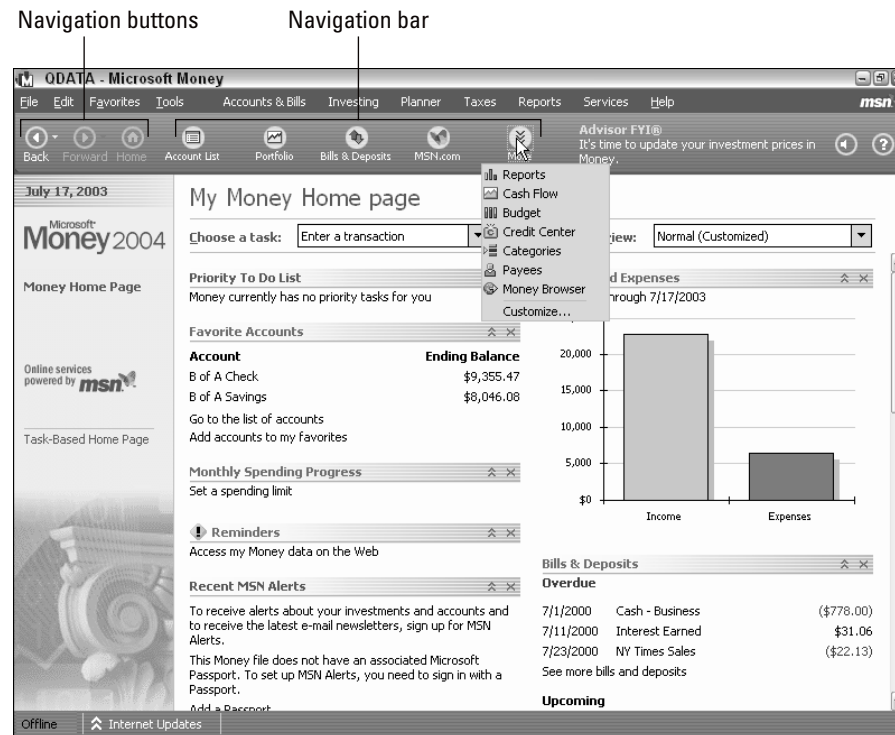 Navigation buttons
Navigation bar
QDATA - Microsoft Money
File Edit Favorites Tools Accounts & Bills Investing Planner Taxes Reports Services Help msn
Back Forward Home Account List Portfolio Bills & Deposits MSN.com More
Advisor FYI®
It's time to update your investment prices in
Money.
Reports
Cash Flow
Budget
Credit Center
Categories
Payees
Money Browser
Customize...
July 17, 2003
Microsoft
Money 2004
Money Home Page
Online services
powered by msn
Task-Based Home Page
My Money Home page
Choose a task: Enter a transaction
view: Normal (Customized)
Priority To Do List
Money currently has no priority tasks for you
Favorite Accounts
Account Ending Balance
B of A Check $9,355.47
B of A Savings $8,046.08
Go to the list of accounts
Add accounts to my favorites
Monthly Spending Progress
Set a spending limit
Reminders
Access my Money data on the Web
Recent MSN Alerts
To receive alerts about your investments and accounts and
to receive the latest e-mail newsletters, sign up for MSN
Alerts.
This Money file does not have an associated Microsoft
Passport. To set up MSN Alerts, you need to sign in with a
Passport.
Add a Passport
d Expenses
hrough 7/17/2003
20,000
15,000
10,000
5,000
$0
Income Expenses
Bills & Deposits
Overdue
7/1/2000 Cash - Business ($778.00)
7/11/2000 Interest Earned $31.06
7/23/2000 NY Times Sales ($22.13)
See more bills and deposits
Upcoming
Offline Internet Updates